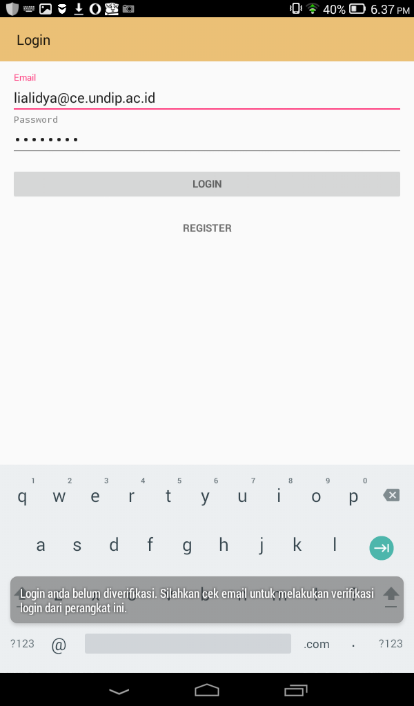 40% 6.37 PM
Login
Email
lialidya@ce.undip.ac.id
Password
••••••••
LOGIN
REGISTER
1 2 3 4 5 6 7 8 9 0
q w e r t y u i o p
a s d f g h j k l
Login anda belum diverifikasi. Silahkan cek email untuk melakukan verifikasi
login dari perangkat ini.
?123 @ .com . ?123